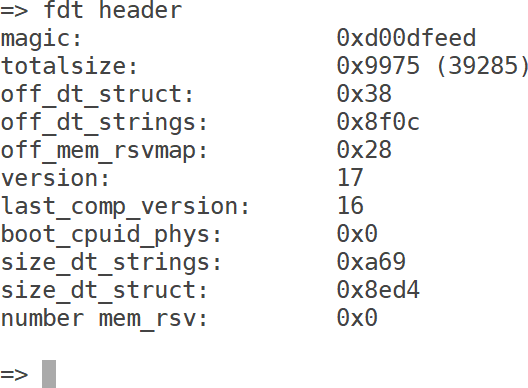 => fdt header
magic: 0xd00dfeed
totalsize: 0x9975 (39285)
off_dt_struct: 0x38
off_dt_strings: 0x8f0c
off_mem_rsvmap: 0x28
version: 17
last_comp_version: 16
boot_cpuid_phys: 0x0
size_dt_strings: 0xa69
size_dt_struct: 0x8ed4
number mem_rsv: 0x0
=>